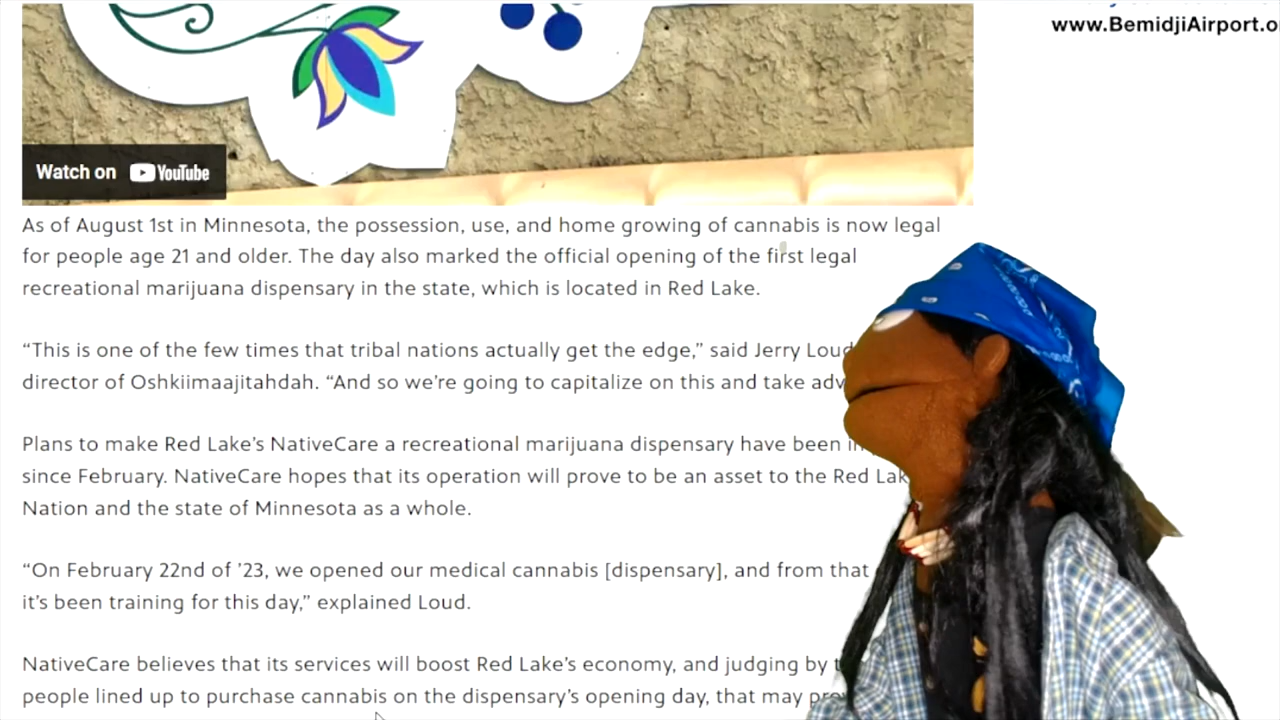 www.BemidjiAirport.o
Watch on YouTube
As of August 1st in Minnesota, the possession, use, and home growing of cannabis is now legal
for people age 21 and older. The day also marked the official opening of the first legal
recreational marijuana dispensary in the state, which is located in Red Lake.
“This is one of the few times that tribal nations actually get the edge,” said Jerry Loud
director of Oshkiimaajitahdah. “And so we’re going to capitalize on this and take adv
Plans to make Red Lake’s NativeCare a recreational marijuana dispensary have been in
since February. NativeCare hopes that its operation will prove to be an asset to the Red Lak
Nation and the state of Minnesota as a whole.
“On February 22nd of ’23, we opened our medical cannabis [dispensary], and from that
it’s been training for this day,” explained Loud.
NativeCare believes that its services will boost Red Lake’s economy, and judging by
people lined up to purchase cannabis on the dispensary’s opening day, that may